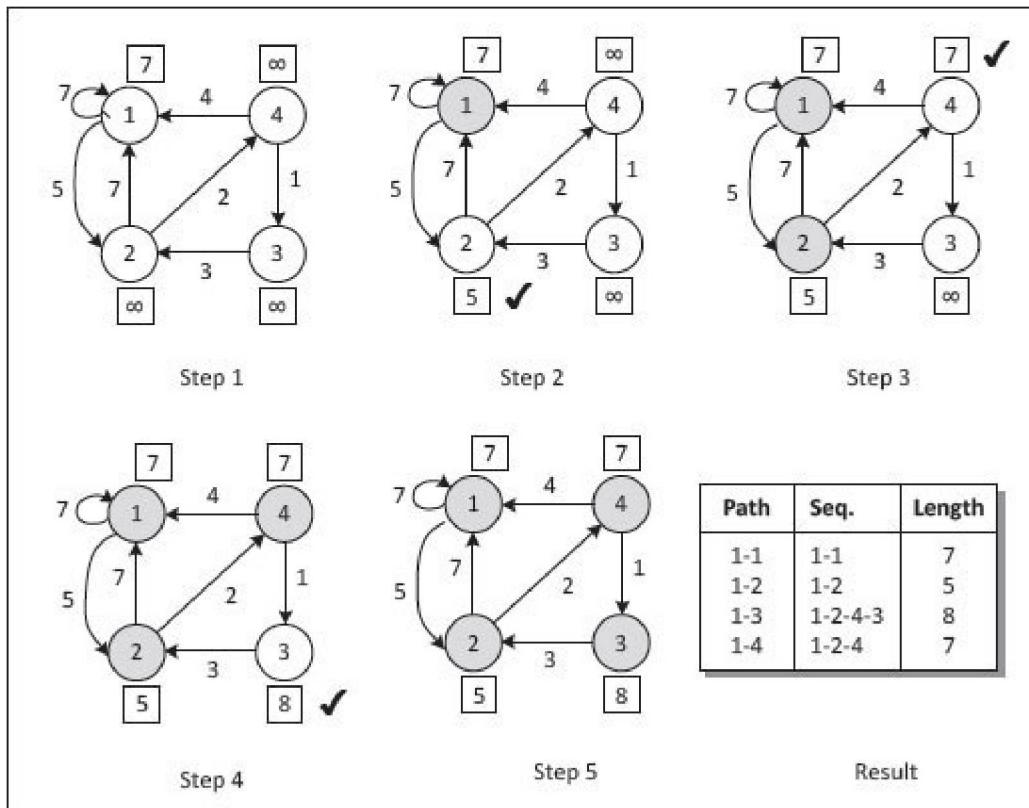 7 ∞ 7 ∞ 7 7 ✔
7 1 4 4 7 1 4 4 7 1 4 4
5 7 2 1 5 7 2 1 5 7 2 1
2 3 3 2 3 3 2 3 3
∞ ∞ 5 ✔ ∞ 5 ∞
Step 1 Step 2 Step 3
7 7 7 7
7 1 4 4 7 1 4 4
5 7 2 1 5 7 2 1
2 3 3 2 3 3
5 8 ✔ 5 8
Path Seq. Length
1-1 1-1 7
1-2 1-2 5
1-3 1-2-4-3 8
1-4 1-2-4 7
Step 4 Step 5 Result